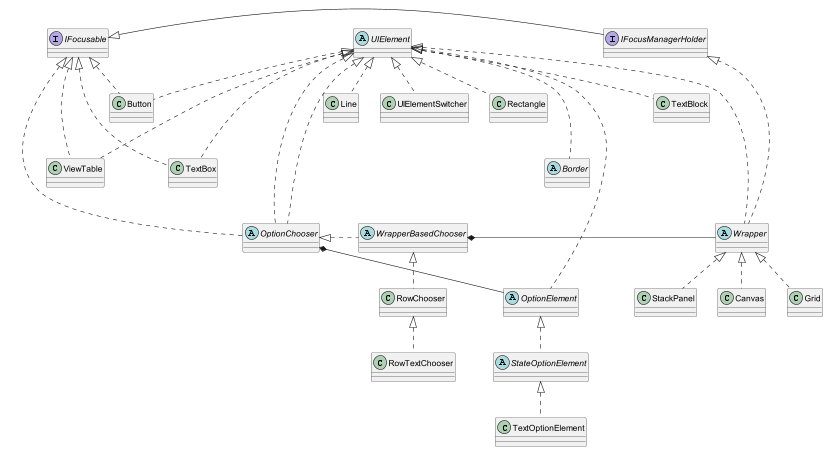 I IFocusable
A UIElement
I IFocusManagerHolder
C Button
C Line
C UIElementSwitcher
C Rectangle
C TextBlock
C ViewTable
C TextBox
A Border
A OptionChooser
A WrapperBasedChooser
A Wrapper
C RowChooser
A OptionElement
C StackPanel
C Canvas
C Grid
C RowTextChooser
A StateOptionElement
C TextOptionElement